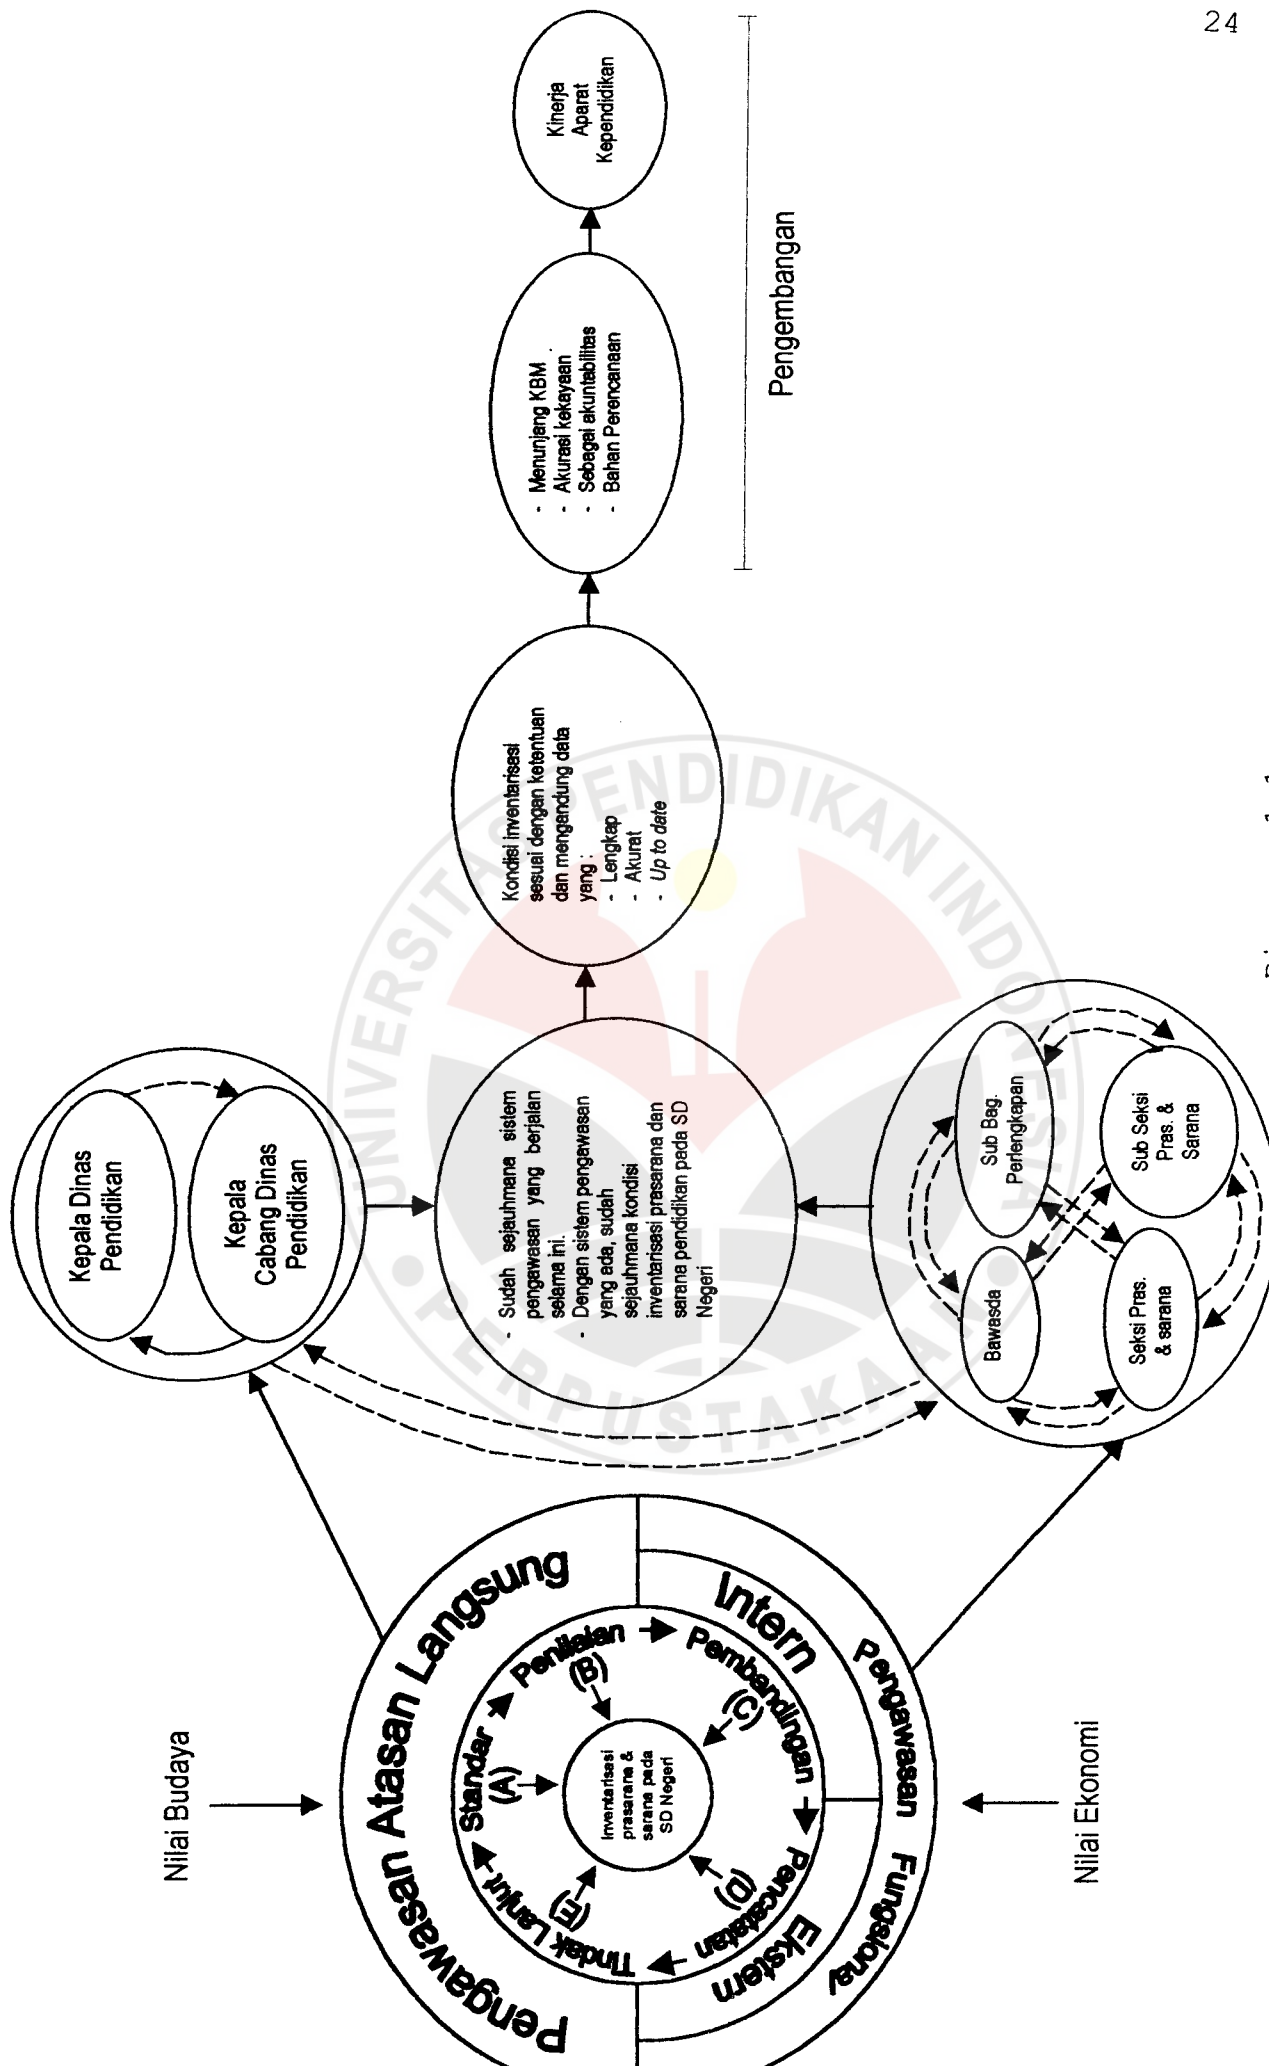 24
Nilai Budaya
Nilai Ekonomi
Pengawasan Atasan Langsung
Pengawasan Fungsional
Intern
Ekstern
Standar
(A)
Penilaian
(B)
Pembandingan
(C)
Pencatatan
(D)
Tindak Lanjut
(E)
Inventarisasi
prasarana &
sarana pada
SD Negeri
Kepala Dinas
Pendidikan
Kepala
Cabang Dinas
Pendidikan
- Sudah sejauhmana sistem
pengawasan yang berjalan
selama ini.
- Dengan sistem pengawasan
yang ada, sudah
sejauhmana kondisi
inventarisasi prasarana dan
sarana pendidikan pada SD
Negeri
Bawasda
Sub Bag.
Perlengkapan
Seksi Pras.
& sarana
Sub Seksi
Pras. &
Sarana
Kondisi inventarisasi
sesuai dengan ketentuan
dan mengandung data
yang :
- Lengkap
- Akurat
- Up to date
- Menunjang KBM
- Akurasi kekayaan
- Sebagai akuntabilitas
- Bahan Perencanaan
Kinerja
Aparat
Kependidikan
Pengembangan
UNIVERSITAS PENDIDIKAN INDONESIA
PERPUSTAKAAN